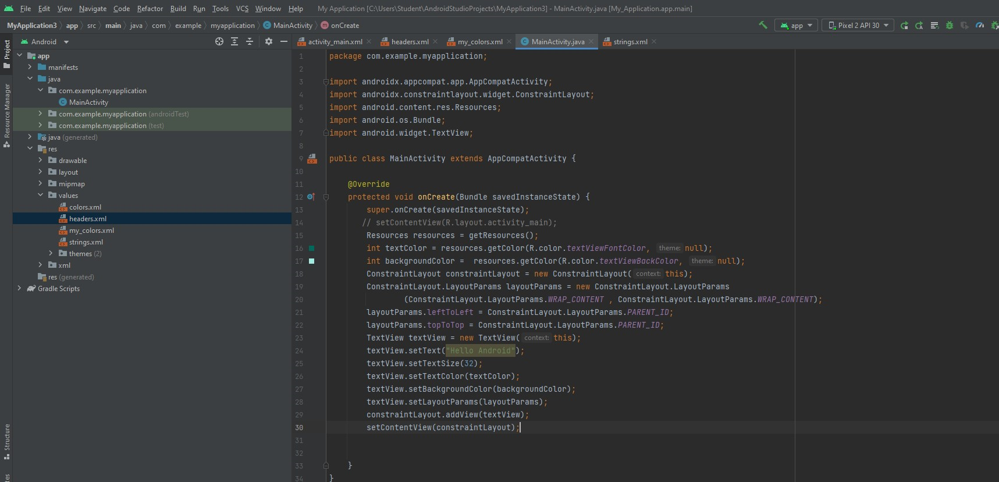 File Edit View Navigate Code Refactor Build Run Tools VCS Window Help My Application [C:\Users\Student\AndroidStudioProjects\MyApplication3] - MainActivity.java [My_Application.app.main]
MyApplication3 app src main java com example myapplication MainActivity onCreate app Pixel 2 API 30
Project
Resource Manager
Structure
Android
app
manifests
java
com.example.myapplication
MainActivity
com.example.myapplication (androidTest)
com.example.myapplication (test)
java (generated)
res
drawable
layout
mipmap
values
colors.xml
headers.xml
my_colors.xml
strings.xml
themes (2)
xml
res (generated)
Gradle Scripts
activity_main.xml headers.xml my_colors.xml MainActivity.java strings.xml
1 package com.example.myapplication;
2
3 import androidx.appcompat.app.AppCompatActivity;
4 import androidx.constraintlayout.widget.ConstraintLayout;
5 import android.content.res.Resources;
6 import android.os.Bundle;
7 import android.widget.TextView;
8
9 public class MainActivity extends AppCompatActivity {
10
11 @Override
12 protected void onCreate(Bundle savedInstanceState) {
13 super.onCreate(savedInstanceState);
14 // setContentView(R.layout.activity_main);
15 Resources resources = getResources();
16 int textColor = resources.getColor(R.color.textViewFontColor, theme: null);
17 int backgroundColor = resources.getColor(R.color.textViewBackColor, theme: null);
18 ConstraintLayout constraintLayout = new ConstraintLayout( context: this);
19 ConstraintLayout.LayoutParams layoutParams = new ConstraintLayout.LayoutParams
20 (ConstraintLayout.LayoutParams.WRAP_CONTENT , ConstraintLayout.LayoutParams.WRAP_CONTENT);
21 layoutParams.leftToLeft = ConstraintLayout.LayoutParams.PARENT_ID;
22 layoutParams.topToTop = ConstraintLayout.LayoutParams.PARENT_ID;
23 TextView textView = new TextView( context: this);
24 textView.setText("Hello Android");
25 textView.setTextSize(32);
26 textView.setTextColor(textColor);
27 textView.setBackgroundColor(backgroundColor);
28 textView.setLayoutParams(layoutParams);
29 constraintLayout.addView(textView);
30 setContentView(constraintLayout);
31
32
33 }
34 }